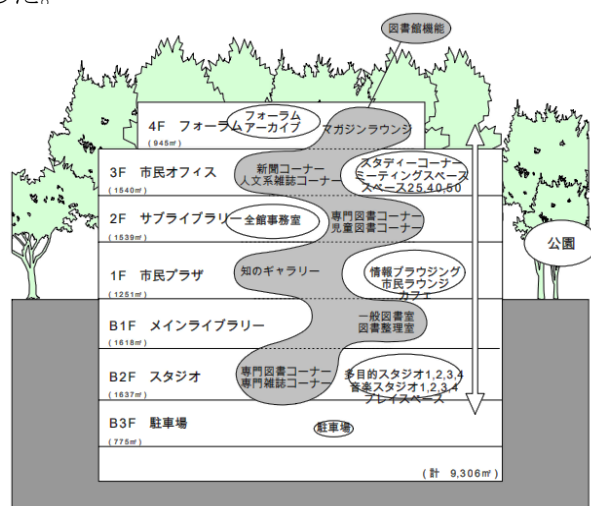 した。
図書館機能
4F フォーラム
(945㎡)
フォーラム
アーカイブ
マガジンラウンジ
3F 市民オフィス
(1540㎡)
新聞コーナー
人文系雑誌コーナー
スタディーコーナー
ミーティングスペース
スペース25,40,50
2F サブライブラリー
(1539㎡)
全館事務室
専門図書コーナー
児童図書コーナー
公園
1F 市民プラザ
(1251㎡)
知のギャラリー
情報ブラウジング
市民ラウンジ
カフェ
B1F メインライブラリー
(1618㎡)
一般図書室
図書整理室
B2F スタジオ
(1637㎡)
専門図書コーナー
専門雑誌コーナー
多目的スタジオ1,2,3,4
音楽スタジオ1,2,3,4
プレイスペース
B3F 駐車場
(775㎡)
駐車場
(計 9,306㎡)